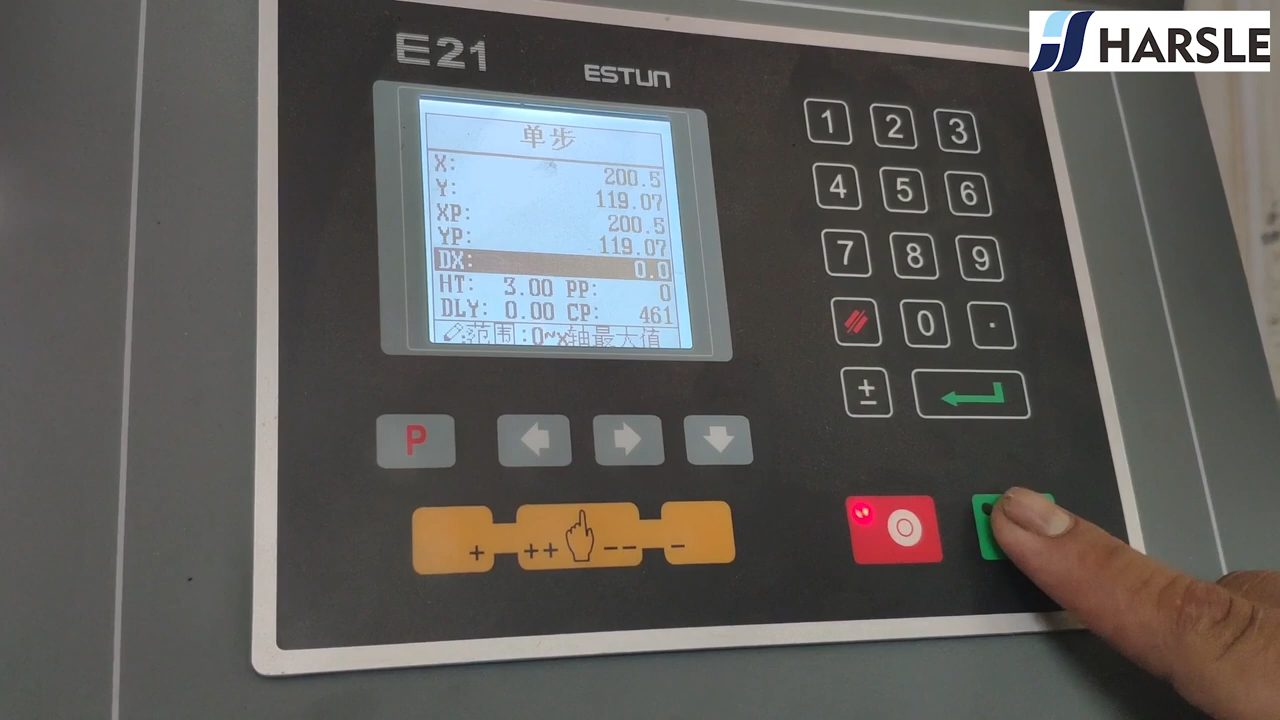 HARSLE
E21
ESTUN
单步
X: 200.5
Y: 119.07
XP: 200.5
YP: 119.07
DX: 0.0
HT: 3.00 PP: 0
DLY: 0.00 CP: 461
范围:0~x轴最大值
1 2 3
4 5 6
7 8 9
0 .
±
P
+ ++ -- -